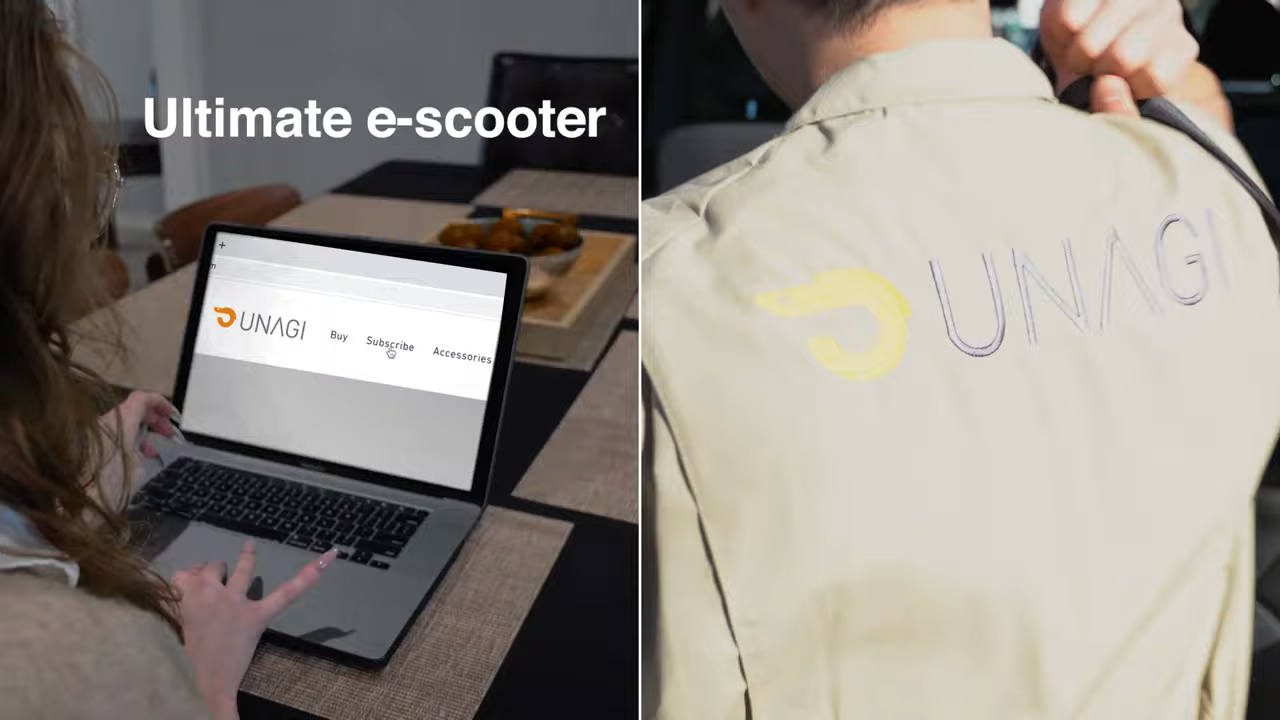 Ultimate e-scooter
+
m
UNAGI
Buy
Subscribe
Accessories
UNAGI